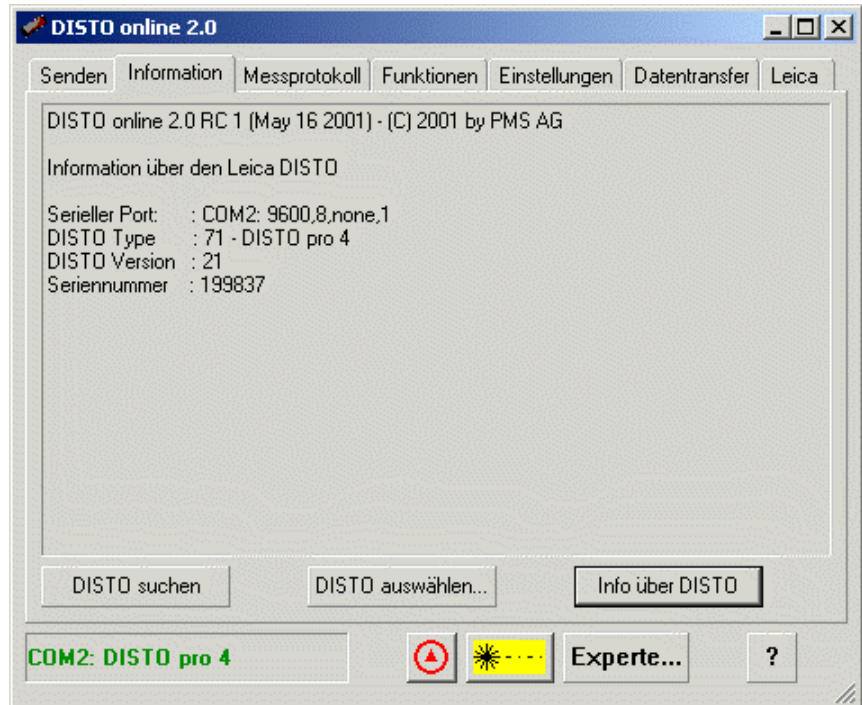 DISTO online 2.0
Senden Information Messprotokoll Funktionen Einstellungen Datentransfer Leica
DISTO online 2.0 RC 1 (May 16 2001) - (C) 2001 by PMS AG
Information über den Leica DISTO
Serieller Port: : COM2: 9600,8,none,1
DISTO Type : 71 - DISTO pro 4
DISTO Version : 21
Seriennummer : 199837
DISTO suchen DISTO auswählen... Info über DISTO
COM2: DISTO pro 4 Experte... ?